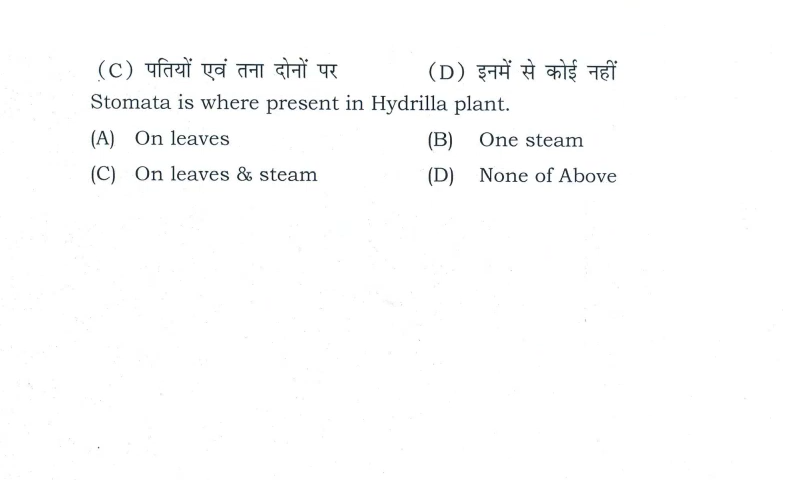 (C) पतियों एवं तना दोनों पर (D) इनमें से कोई नहीं
Stomata is where present in Hydrilla plant.
(A) On leaves (B) One steam
(C) On leaves & steam (D) None of Above